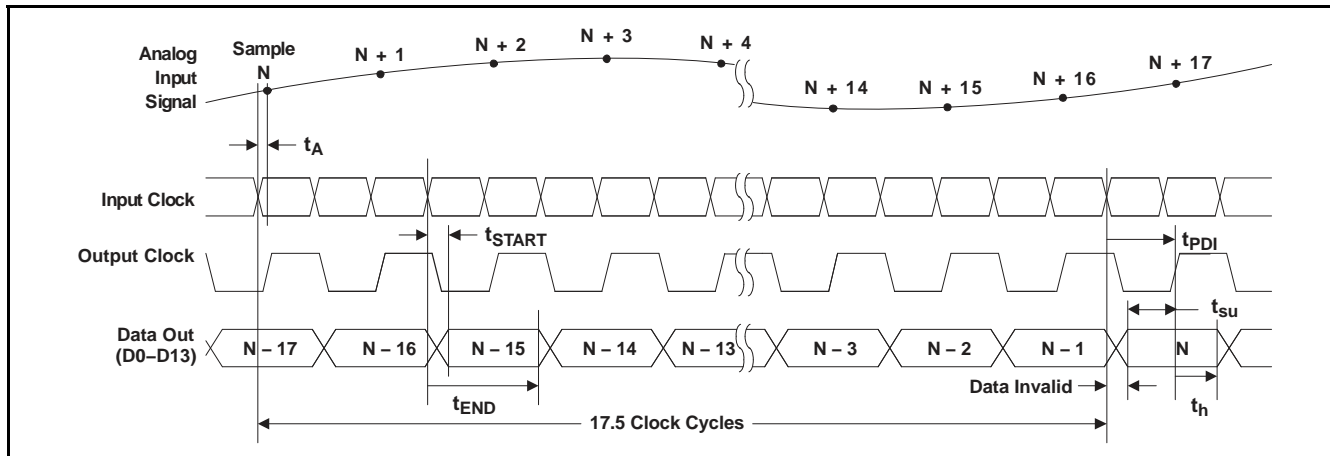 Analog
Input
Signal
Sample
N
N + 1
N + 2
N + 3
N + 4
N + 14
N + 15
N + 16
N + 17
tA
Input Clock
tSTART
Output Clock
tPDI
tsu
Data Out
(D0–D13)
N – 17
N – 16
N – 15
N – 14
N – 13
N – 3
N – 2
N – 1
N
tEND
Data Invalid
th
17.5 Clock Cycles